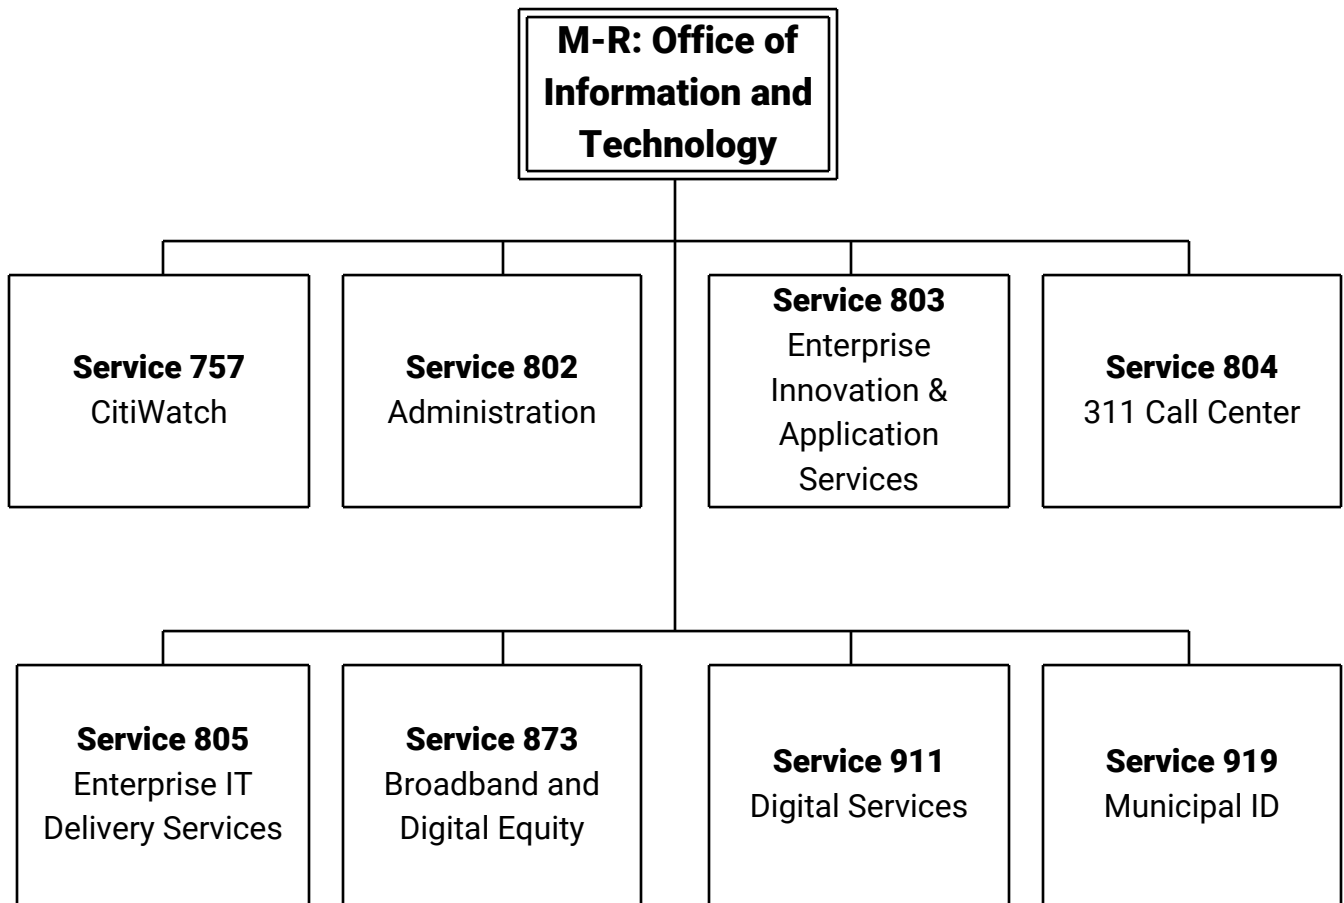 M-R: Office of
Information and
Technology
Service 757
CitiWatch
Service 802
Administration
Service 803
Enterprise
Innovation &
Application
Services
Service 804
311 Call Center
Service 805
Enterprise IT
Delivery Services
Service 873
Broadband and
Digital Equity
Service 911
Digital Services
Service 919
Municipal ID